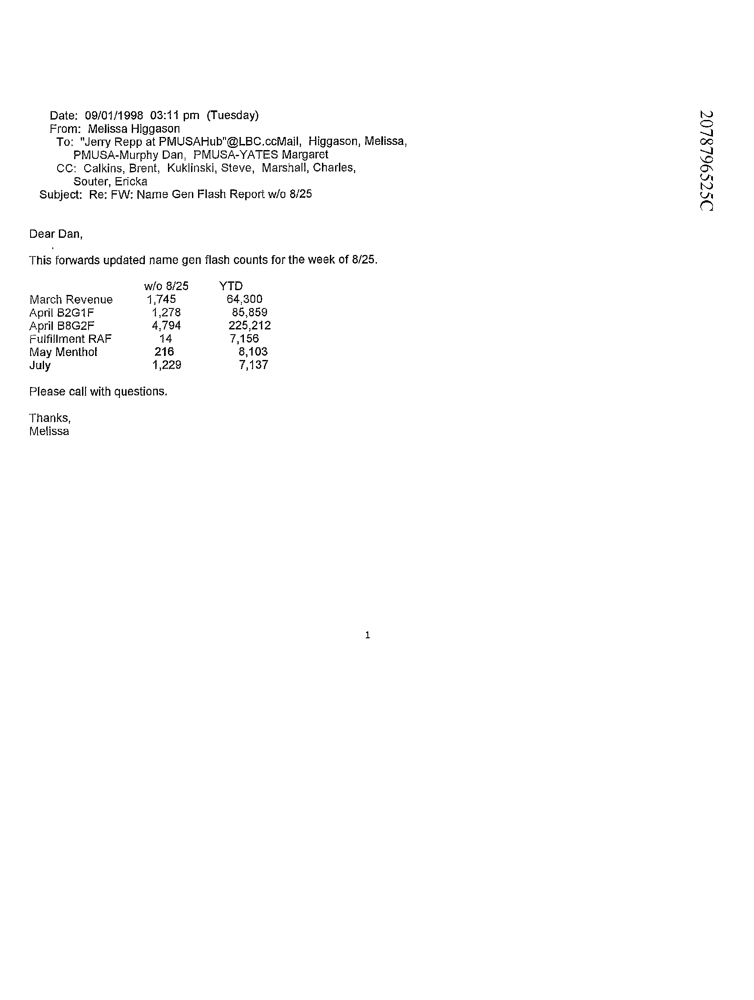 Date: 09/01/1998 03:11 pm (Tuesday)
From: Melissa Higgason
To: "Jerry Repp at PMUSAHub"@LBC.ccMail, Higgason, Melissa,
PMUSA-Murphy Dan, PMUSA-YATES Margaret
CC: Calkins, Brent, Kuklinski, Steve, Marshall, Charles,
Souter, Ericka
Subject: Re: FW: Name Gen Flash Report w/o 8/25
Dear Dan,
This forwards updated name gen flash counts for the week of 8/25.
w/o 8/25 YTD
March Revenue 1,745 64,300
April B2G1F 1,278 85,859
April B8G2F 4,794 225,212
Fulfillment RAF 14 7,156
May Menthol 216 8,103
July 1,229 7,137
Please call with questions.
Thanks,
Melissa
1
2078796525C